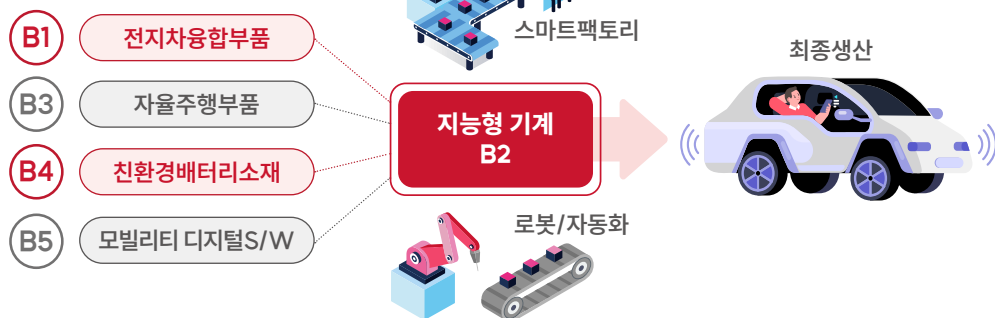 B1 전지차융합부품
B3 자율주행부품
B4 친환경배터리소재
B5 모빌리티 디지털S/W
스마트팩토리
지능형 기계
B2
로봇/자동화
최종생산